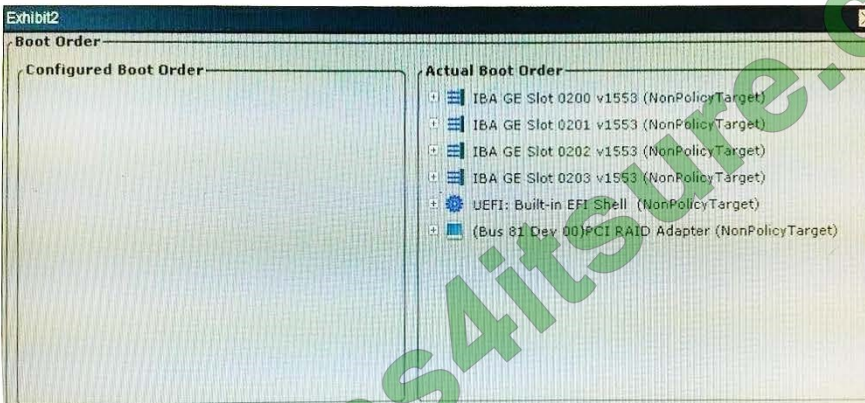 Exhibit2
Boot Order
Configured Boot Order
Actual Boot Order
IBA GE Slot 0200 v1553 (NonPolicyTarget)
IBA GE Slot 0201 v1553 (NonPolicyTarget)
IBA GE Slot 0202 v1553 (NonPolicyTarget)
IBA GE Slot 0203 v1553 (NonPolicyTarget)
UEFI: Built-in EFI Shell (NonPolicyTarget)
(Bus 81 Dev 00)PCI RAID Adapter (NonPolicyTarget)
s4itsure.